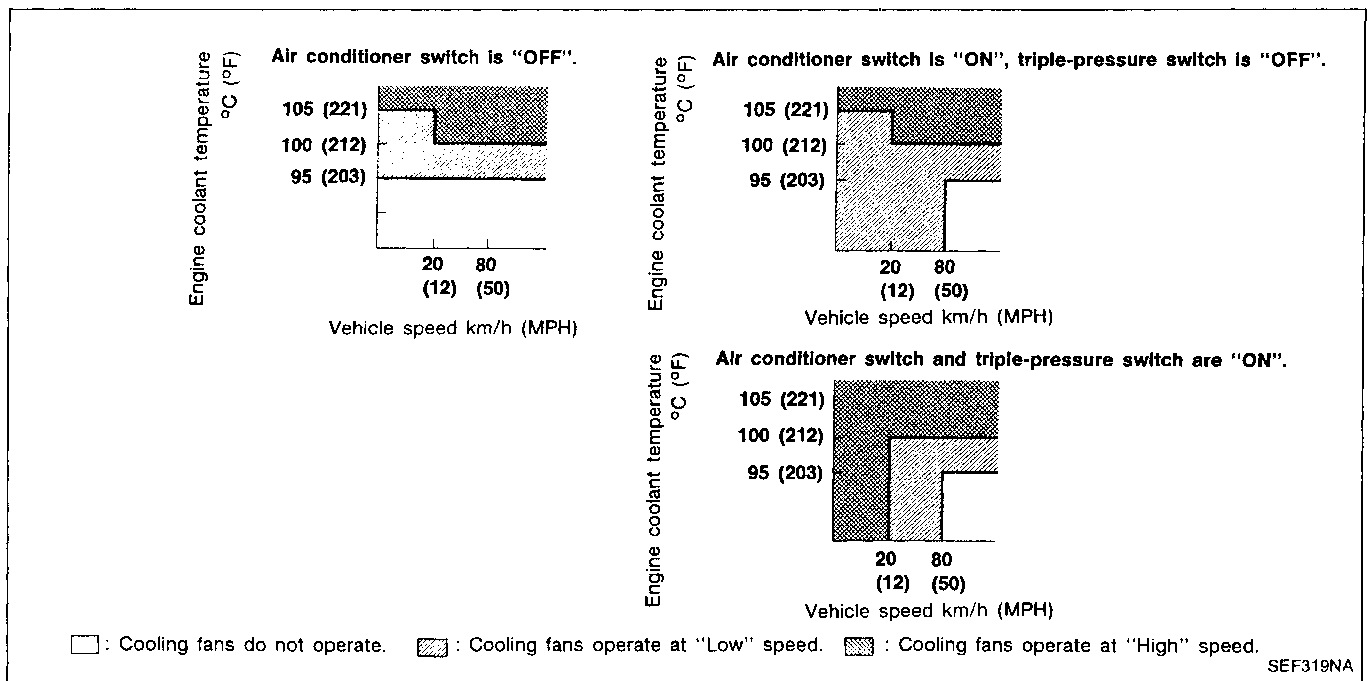 Air conditioner switch is "OFF".
Engine coolant temperature
°C (°F)
105 (221)
100 (212)
95 (203)
20 80
(12) (50)
Vehicle speed km/h (MPH)
Air conditioner switch is "ON", triple-pressure switch is "OFF".
Engine coolant temperature
°C (°F)
105 (221)
100 (212)
95 (203)
20 80
(12) (50)
Vehicle speed km/h (MPH)
Air conditioner switch and triple-pressure switch are "ON".
Engine coolant temperature
°C (°F)
105 (221)
100 (212)
95 (203)
20 80
(12) (50)
Vehicle speed km/h (MPH)
: Cooling fans do not operate. : Cooling fans operate at "Low" speed. : Cooling fans operate at "High" speed.
SEF319NA